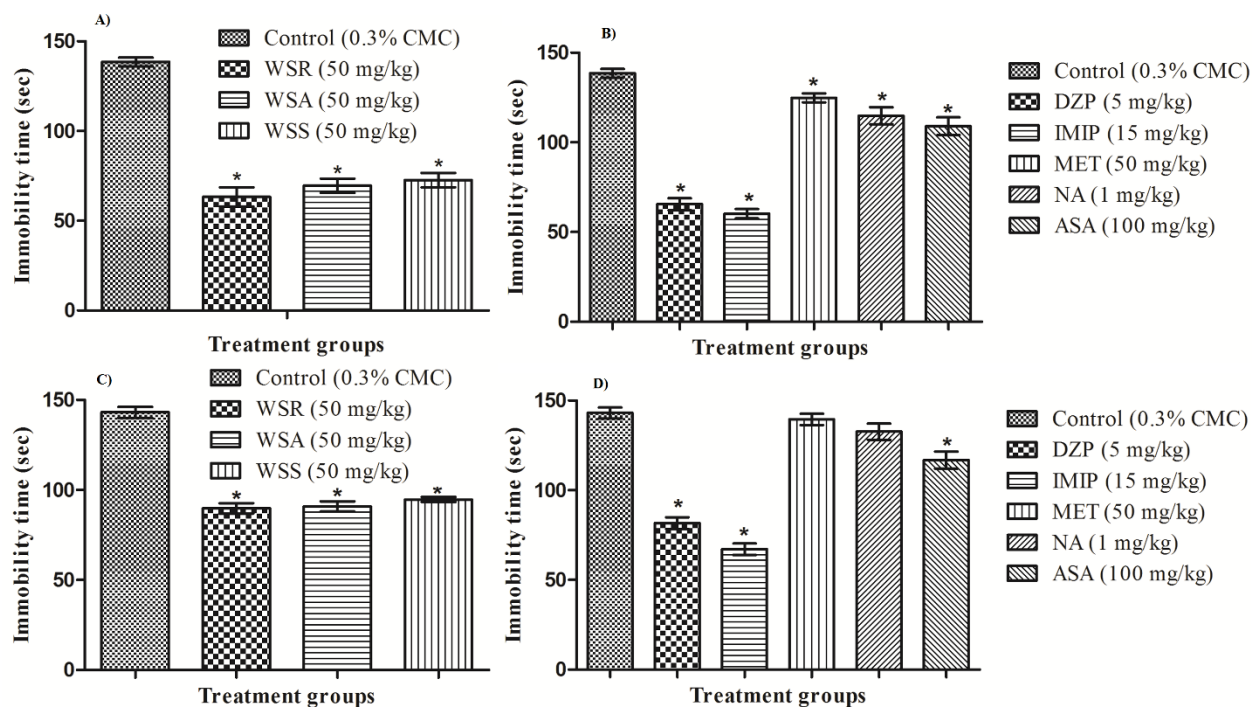 A)
150
100
50
0
Immobility time (sec)
Control (0.3% CMC)
WSR (50 mg/kg)
WSA (50 mg/kg)
WSS (50 mg/kg)
*
*
*
Treatment groups
B)
150
100
50
0
Immobility time (sec)
*
*
*
*
*
Control (0.3% CMC)
DZP (5 mg/kg)
IMIP (15 mg/kg)
MET (50 mg/kg)
NA (1 mg/kg)
ASA (100 mg/kg)
Treatment groups
C)
150
100
50
0
Immobility time (sec)
Control (0.3% CMC)
WSR (50 mg/kg)
WSA (50 mg/kg)
WSS (50 mg/kg)
*
*
*
Treatment groups
D)
150
100
50
0
Immobility time (sec)
*
*
*
Control (0.3% CMC)
DZP (5 mg/kg)
IMIP (15 mg/kg)
MET (50 mg/kg)
NA (1 mg/kg)
ASA (100 mg/kg)
Treatment groups